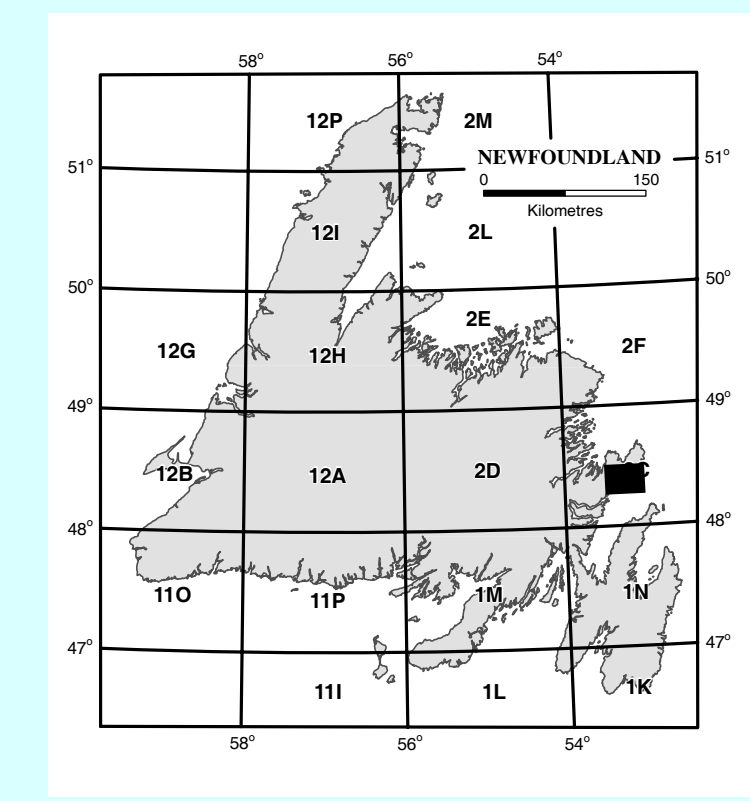 58° 56° 54°
12P 2M
NEWFOUNDLAND
51° 51°
0 150
Kilometres
12I 2L
50° 50°
2E
12G 12H 2F
49° 49°
12B 12A 2D C
48° 48°
11O 11P 1M 1N
47° 47°
11I 1L 1K
58° 56° 54°